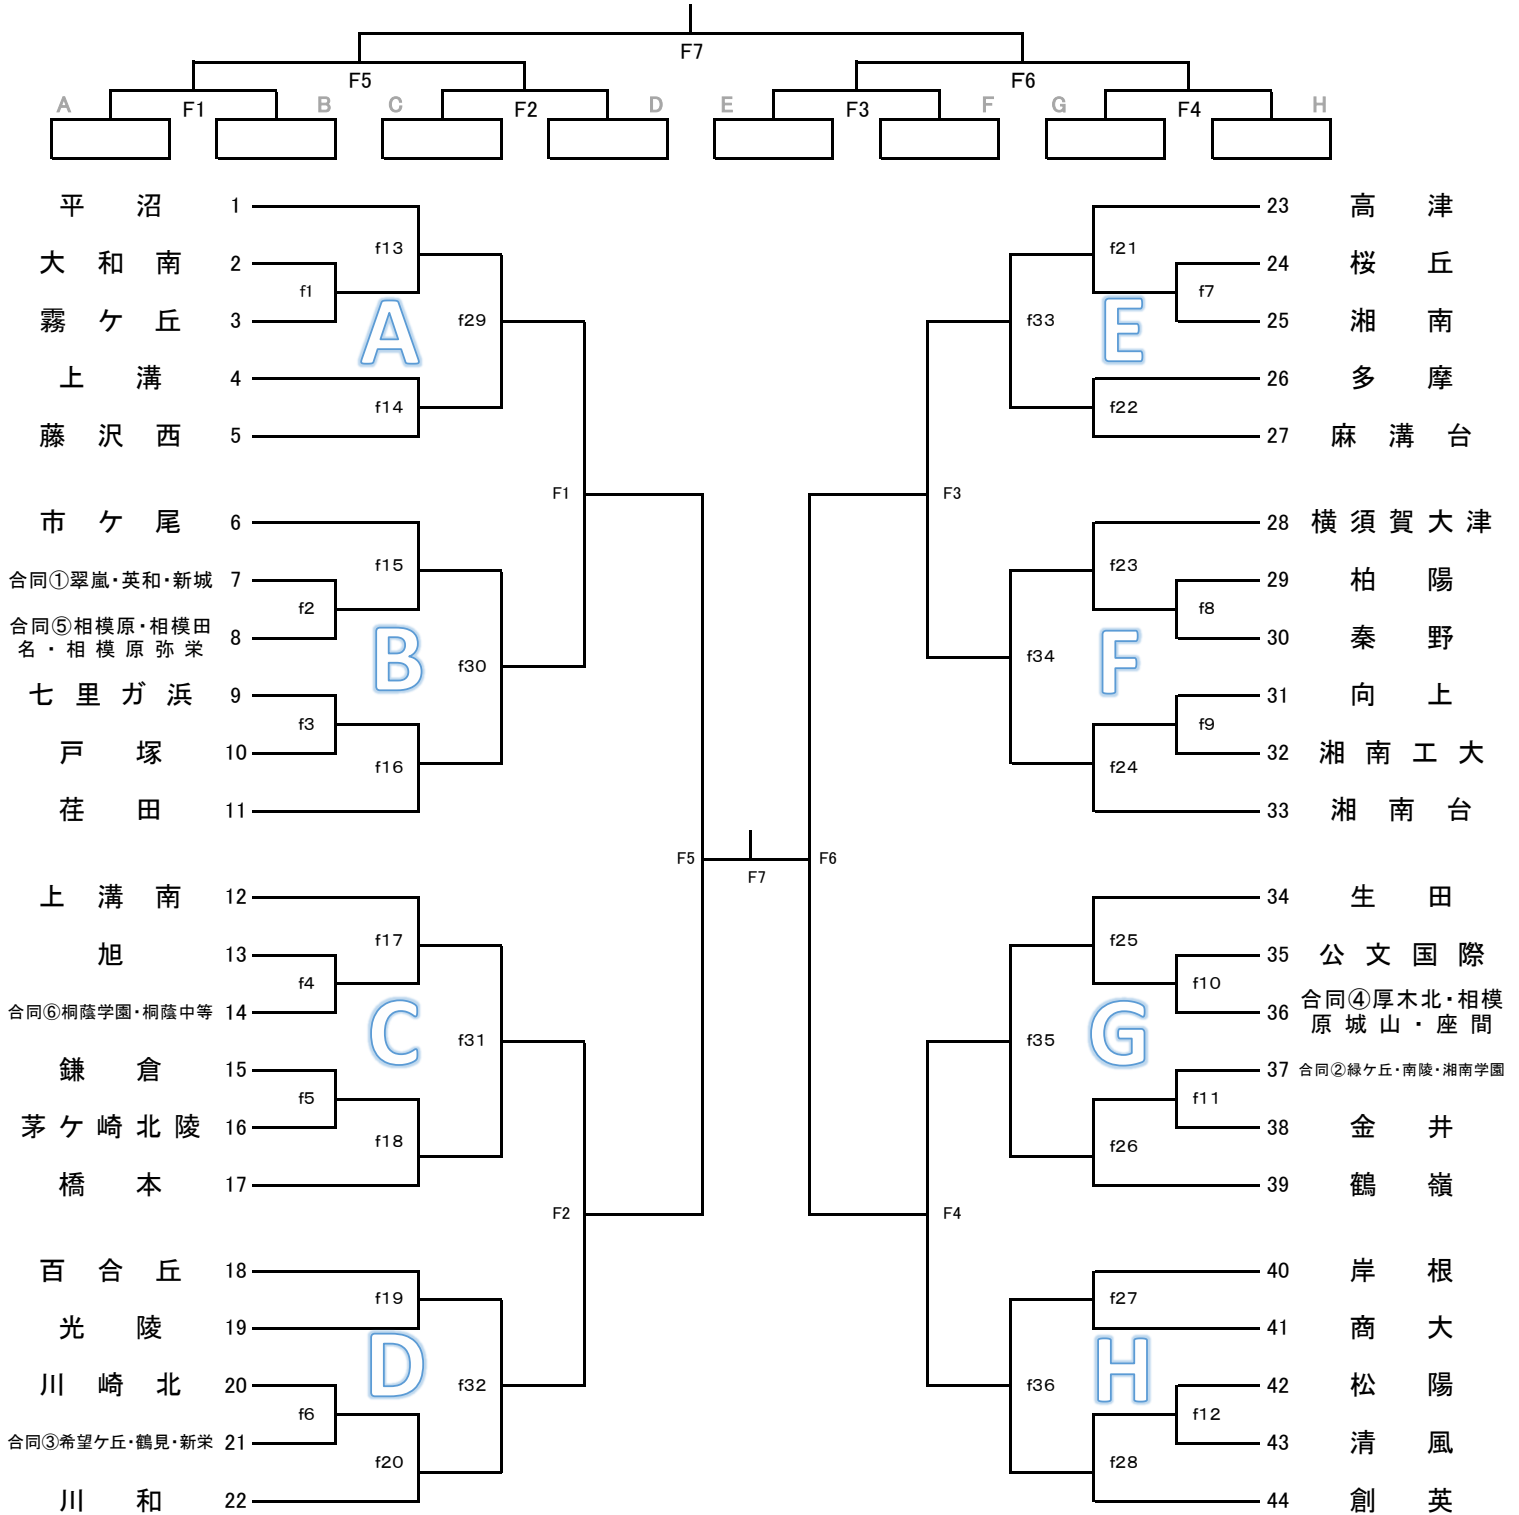 F7
F5 F6
A F1 B C F2 D E F3 F G F4 H
平沼 1
f13
大和南 2
f1
霧ケ丘 3
A
f29
上溝 4
f14
藤沢西 5
F1
市ケ尾 6
f15
合同①翠嵐・英和・新城 7
f2
合同⑤相模原・相模田
名・相模原弥栄 8
B
f30
七里ガ浜 9
f3
戸塚 10
f16
荏田 11
F5
上溝南 12
f17
旭 13
f4
合同⑥桐蔭学園・桐蔭中等 14
C
f31
鎌倉 15
f5
茅ケ崎北陵 16
f18
橋本 17
F2
百合丘 18
f19
光陵 19
D
f32
川崎北 20
f6
合同③希望ケ丘・鶴見・新栄 21
f20
川和 22
F7
23 高津
f21
24 桜丘
f7
25 湘南
E
f33
26 多摩
f22
27 麻溝台
F3
28 横須賀大津
f23
29 柏陽
f8
30 秦野
F
f34
31 向上
f9
32 湘南工大
f24
33 湘南台
F6
34 生田
f25
35 公文国際
f10
36 合同④厚木北・相模
原城山・座間
G
f35
37 合同②緑ケ丘・南陵・湘南学園
f11
38 金井
f26
39 鶴嶺
F4
40 岸根
f27
41 商大
H
f36
42 松陽
f12
43 清風
f28
44 創英